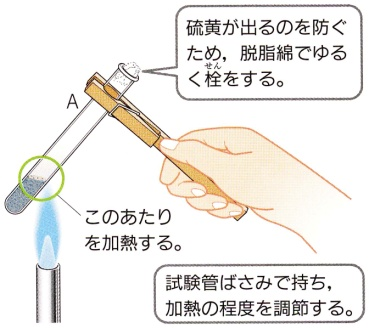 硫黄が出るのを防ぐ
ため，脱脂綿でゆる
く栓をする。
せん
A
このあたり
を加熱する。
試験管ばさみで持ち，
加熱の程度を調節する。